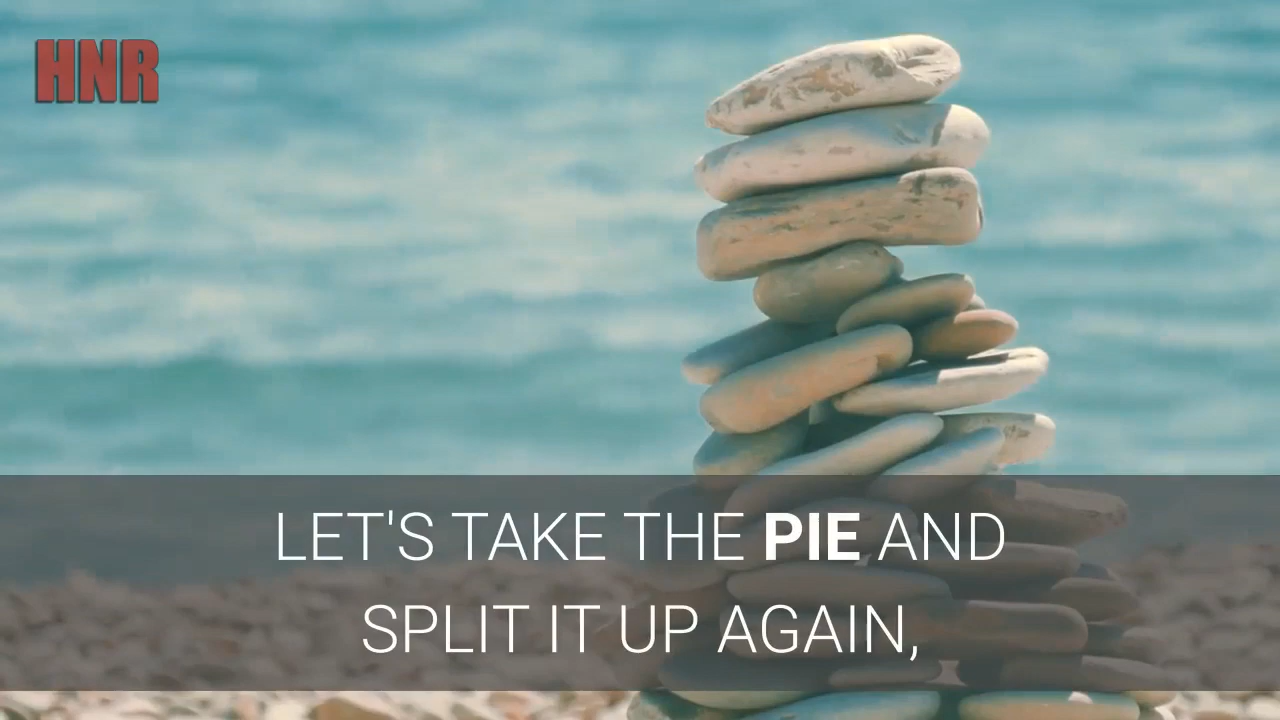 HNR
LET'S TAKE THE PIE AND
SPLIT IT UP AGAIN,